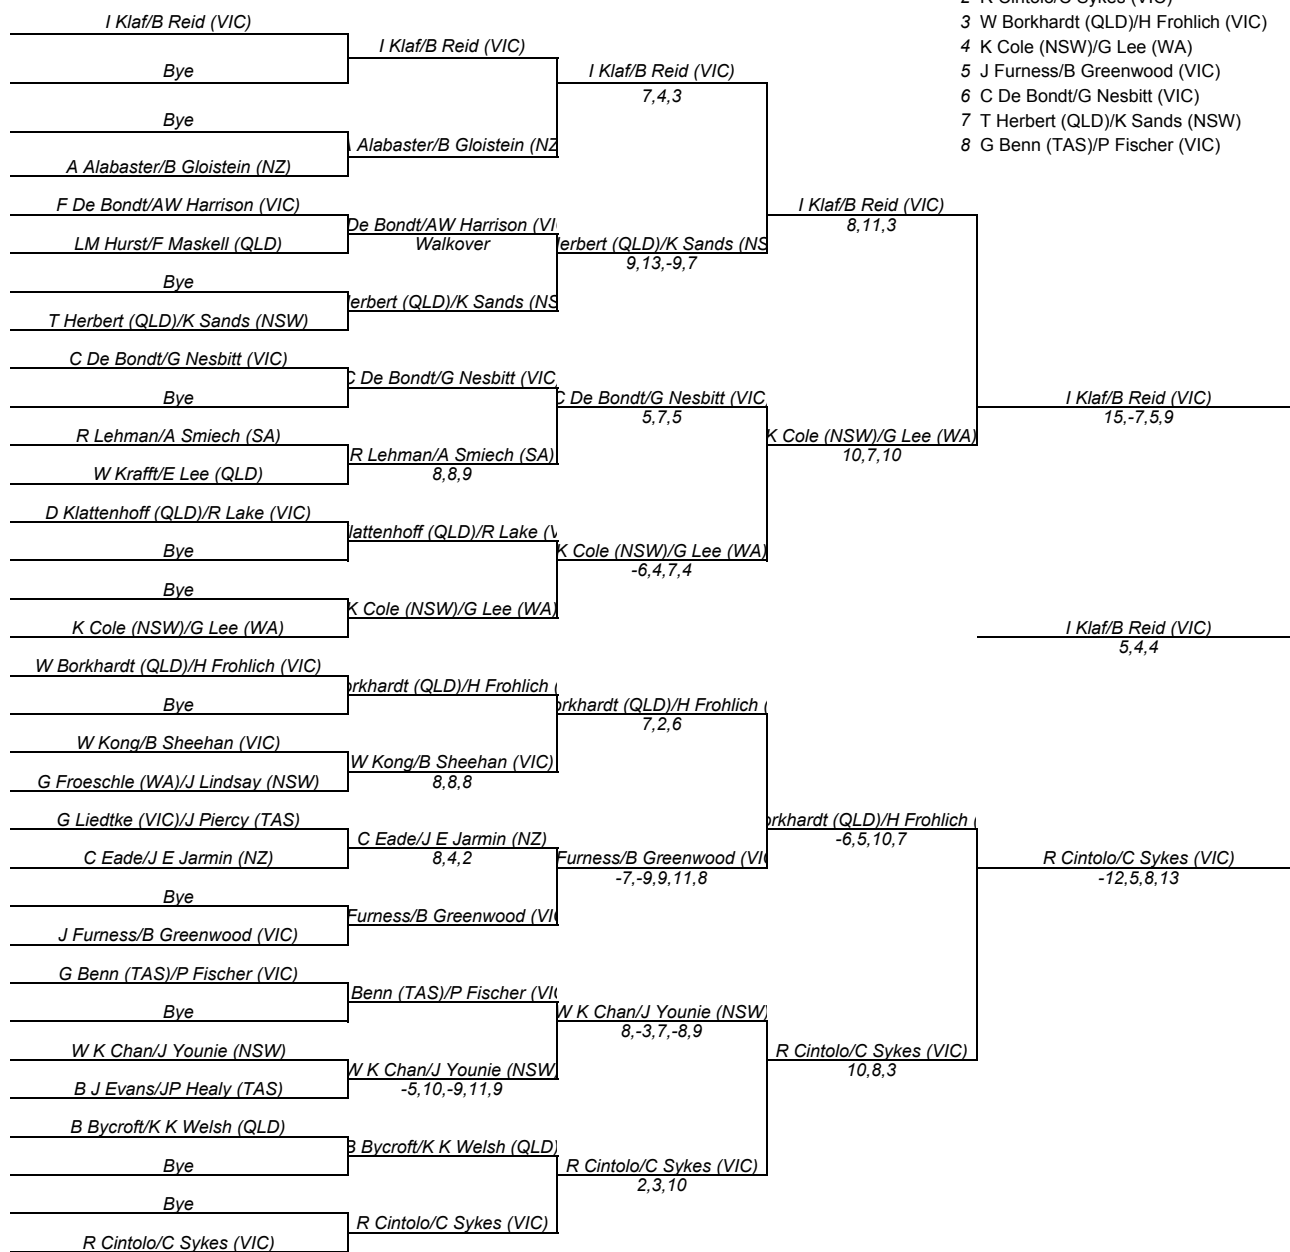 2 R Cintolo/C Sykes (VIC)
3 W Borkhardt (QLD)/H Frohlich (VIC)
4 K Cole (NSW)/G Lee (WA)
5 J Furness/B Greenwood (VIC)
6 C De Bondt/G Nesbitt (VIC)
7 T Herbert (QLD)/K Sands (NSW)
8 G Benn (TAS)/P Fischer (VIC)
I Klaf/B Reid (VIC)
Bye
Bye
A Alabaster/B Gloistein (NZ)
F De Bondt/AW Harrison (VIC)
LM Hurst/F Maskell (QLD)
Bye
T Herbert (QLD)/K Sands (NSW)
C De Bondt/G Nesbitt (VIC)
Bye
R Lehman/A Smiech (SA)
W Krafft/E Lee (QLD)
D Klattenhoff (QLD)/R Lake (VIC)
Bye
Bye
K Cole (NSW)/G Lee (WA)
W Borkhardt (QLD)/H Frohlich (VIC)
Bye
W Kong/B Sheehan (VIC)
G Froeschle (WA)/J Lindsay (NSW)
G Liedtke (VIC)/J Piercy (TAS)
C Eade/J E Jarmin (NZ)
Bye
J Furness/B Greenwood (VIC)
G Benn (TAS)/P Fischer (VIC)
Bye
W K Chan/J Younie (NSW)
B J Evans/JP Healy (TAS)
B Bycroft/K K Welsh (QLD)
Bye
Bye
R Cintolo/C Sykes (VIC)
I Klaf/B Reid (VIC)
Alabaster/B Gloistein (NZ
De Bondt/AW Harrison (VI
Walkover
erbert (QLD)/K Sands (NS
C De Bondt/G Nesbitt (VIC
R Lehman/A Smiech (SA)
8,8,9
lattenhoff (QLD)/R Lake (V
K Cole (NSW)/G Lee (WA)
orkhardt (QLD)/H Frohlich (
W Kong/B Sheehan (VIC)
8,8,8
C Eade/J E Jarmin (NZ)
8,4,2
Furness/B Greenwood (VI
Benn (TAS)/P Fischer (VI
W K Chan/J Younie (NSW
-5,10,-9,11,9
B Bycroft/K K Welsh (QLD)
R Cintolo/C Sykes (VIC)
I Klaf/B Reid (VIC)
7,4,3
erbert (QLD)/K Sands (NS
9,13,-9,7
C De Bondt/G Nesbitt (VIC
5,7,5
K Cole (NSW)/G Lee (WA)
-6,4,7,4
orkhardt (QLD)/H Frohlich (
7,2,6
Furness/B Greenwood (VI
-7,-9,9,11,8
W K Chan/J Younie (NSW)
8,-3,7,-8,9
R Cintolo/C Sykes (VIC)
2,3,10
I Klaf/B Reid (VIC)
8,11,3
K Cole (NSW)/G Lee (WA)
10,7,10
orkhardt (QLD)/H Frohlich (
-6,5,10,7
R Cintolo/C Sykes (VIC)
10,8,3
I Klaf/B Reid (VIC)
15,-7,5,9
I Klaf/B Reid (VIC)
5,4,4
R Cintolo/C Sykes (VIC)
-12,5,8,13